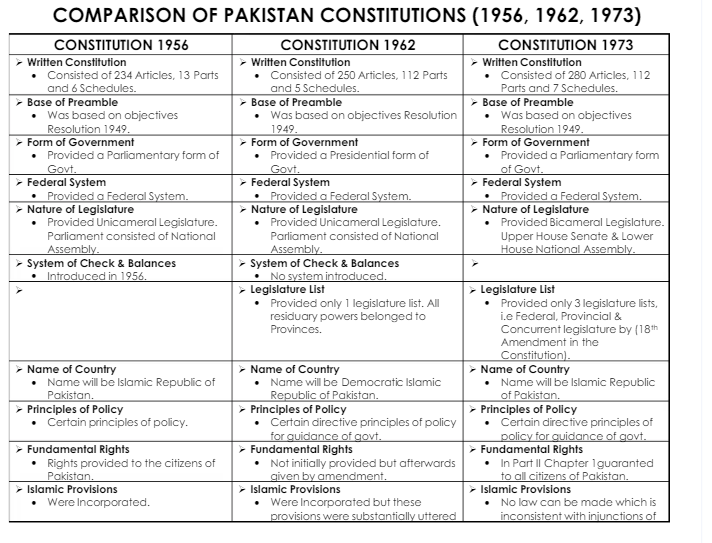 COMPARISON OF PAKISTAN CONSTITUTIONS (1956, 1962, 1973)
CONSTITUTION 1956
CONSTITUTION 1962
CONSTITUTION 1973
➢ Written Constitution
• Consisted of 234 Articles, 13 Parts
and 6 Schedules.
➢ Written Constitution
• Consisted of 250 Articles, 112 Parts
and 5 Schedules.
➢ Written Constitution
• Consisted of 280 Articles, 112
Parts and 7 Schedules.
➢ Base of Preamble
• Was based on objectives
Resolution 1949.
➢ Base of Preamble
• Was based on objectives Resolution
1949.
➢ Base of Preamble
• Was based on objectives
Resolution 1949.
➢ Form of Government
• Provided a Parliamentary form of
Govt.
➢ Form of Government
• Provided a Presidential form of
Govt.
➢ Form of Government
• Provided a Parliamentary form
of Govt.
➢ Federal System
• Provided a Federal System.
➢ Federal System
• Provided a Federal System.
➢ Federal System
• Provided a Federal System.
➢ Nature of Legislature
• Provided Unicameral Legislature.
Parliament consisted of National
Assembly.
➢ Nature of Legislature
• Provided Unicameral Legislature.
Parliament consisted of National
Assembly.
➢ Nature of Legislature
• Provided Bicameral Legislature.
Upper House Senate & Lower
House National Assembly.
➢ System of Check & Balances
• Introduced in 1956.
➢ System of Check & Balances
• No system introduced.
➢
➢
➢ Legislature List
• Provided only 1 legislature list. All
residuary powers belonged to
Provinces.
➢ Legislature List
• Provided only 3 legislature lists,
i.e Federal, Provincial &
Concurrent legislature by (18th
Amendment in the
Constitution).
➢ Name of Country
• Name will be Islamic Republic of
Pakistan.
➢ Name of Country
• Name will be Democratic Islamic
Republic of Pakistan.
➢ Name of Country
• Name will be Islamic Republic
of Pakistan.
➢ Principles of Policy
• Certain principles of policy.
➢ Principles of Policy
• Certain directive principles of policy
for guidance of govt.
➢ Principles of Policy
• Certain directive principles of
policy for guidance of govt.
➢ Fundamental Rights
• Rights provided to the citizens of
Pakistan.
➢ Fundamental Rights
• Not initially provided but afterwards
given by amendment.
➢ Fundamental Rights
• In Part II Chapter 1guaranted
to all citizens of Pakistan.
➢ Islamic Provisions
• Were Incorporated.
➢ Islamic Provisions
• Were Incorporated but these
provisions were substantially uttered
➢ Islamic Provisions
• No law can be made which is
inconsistent with injunctions of